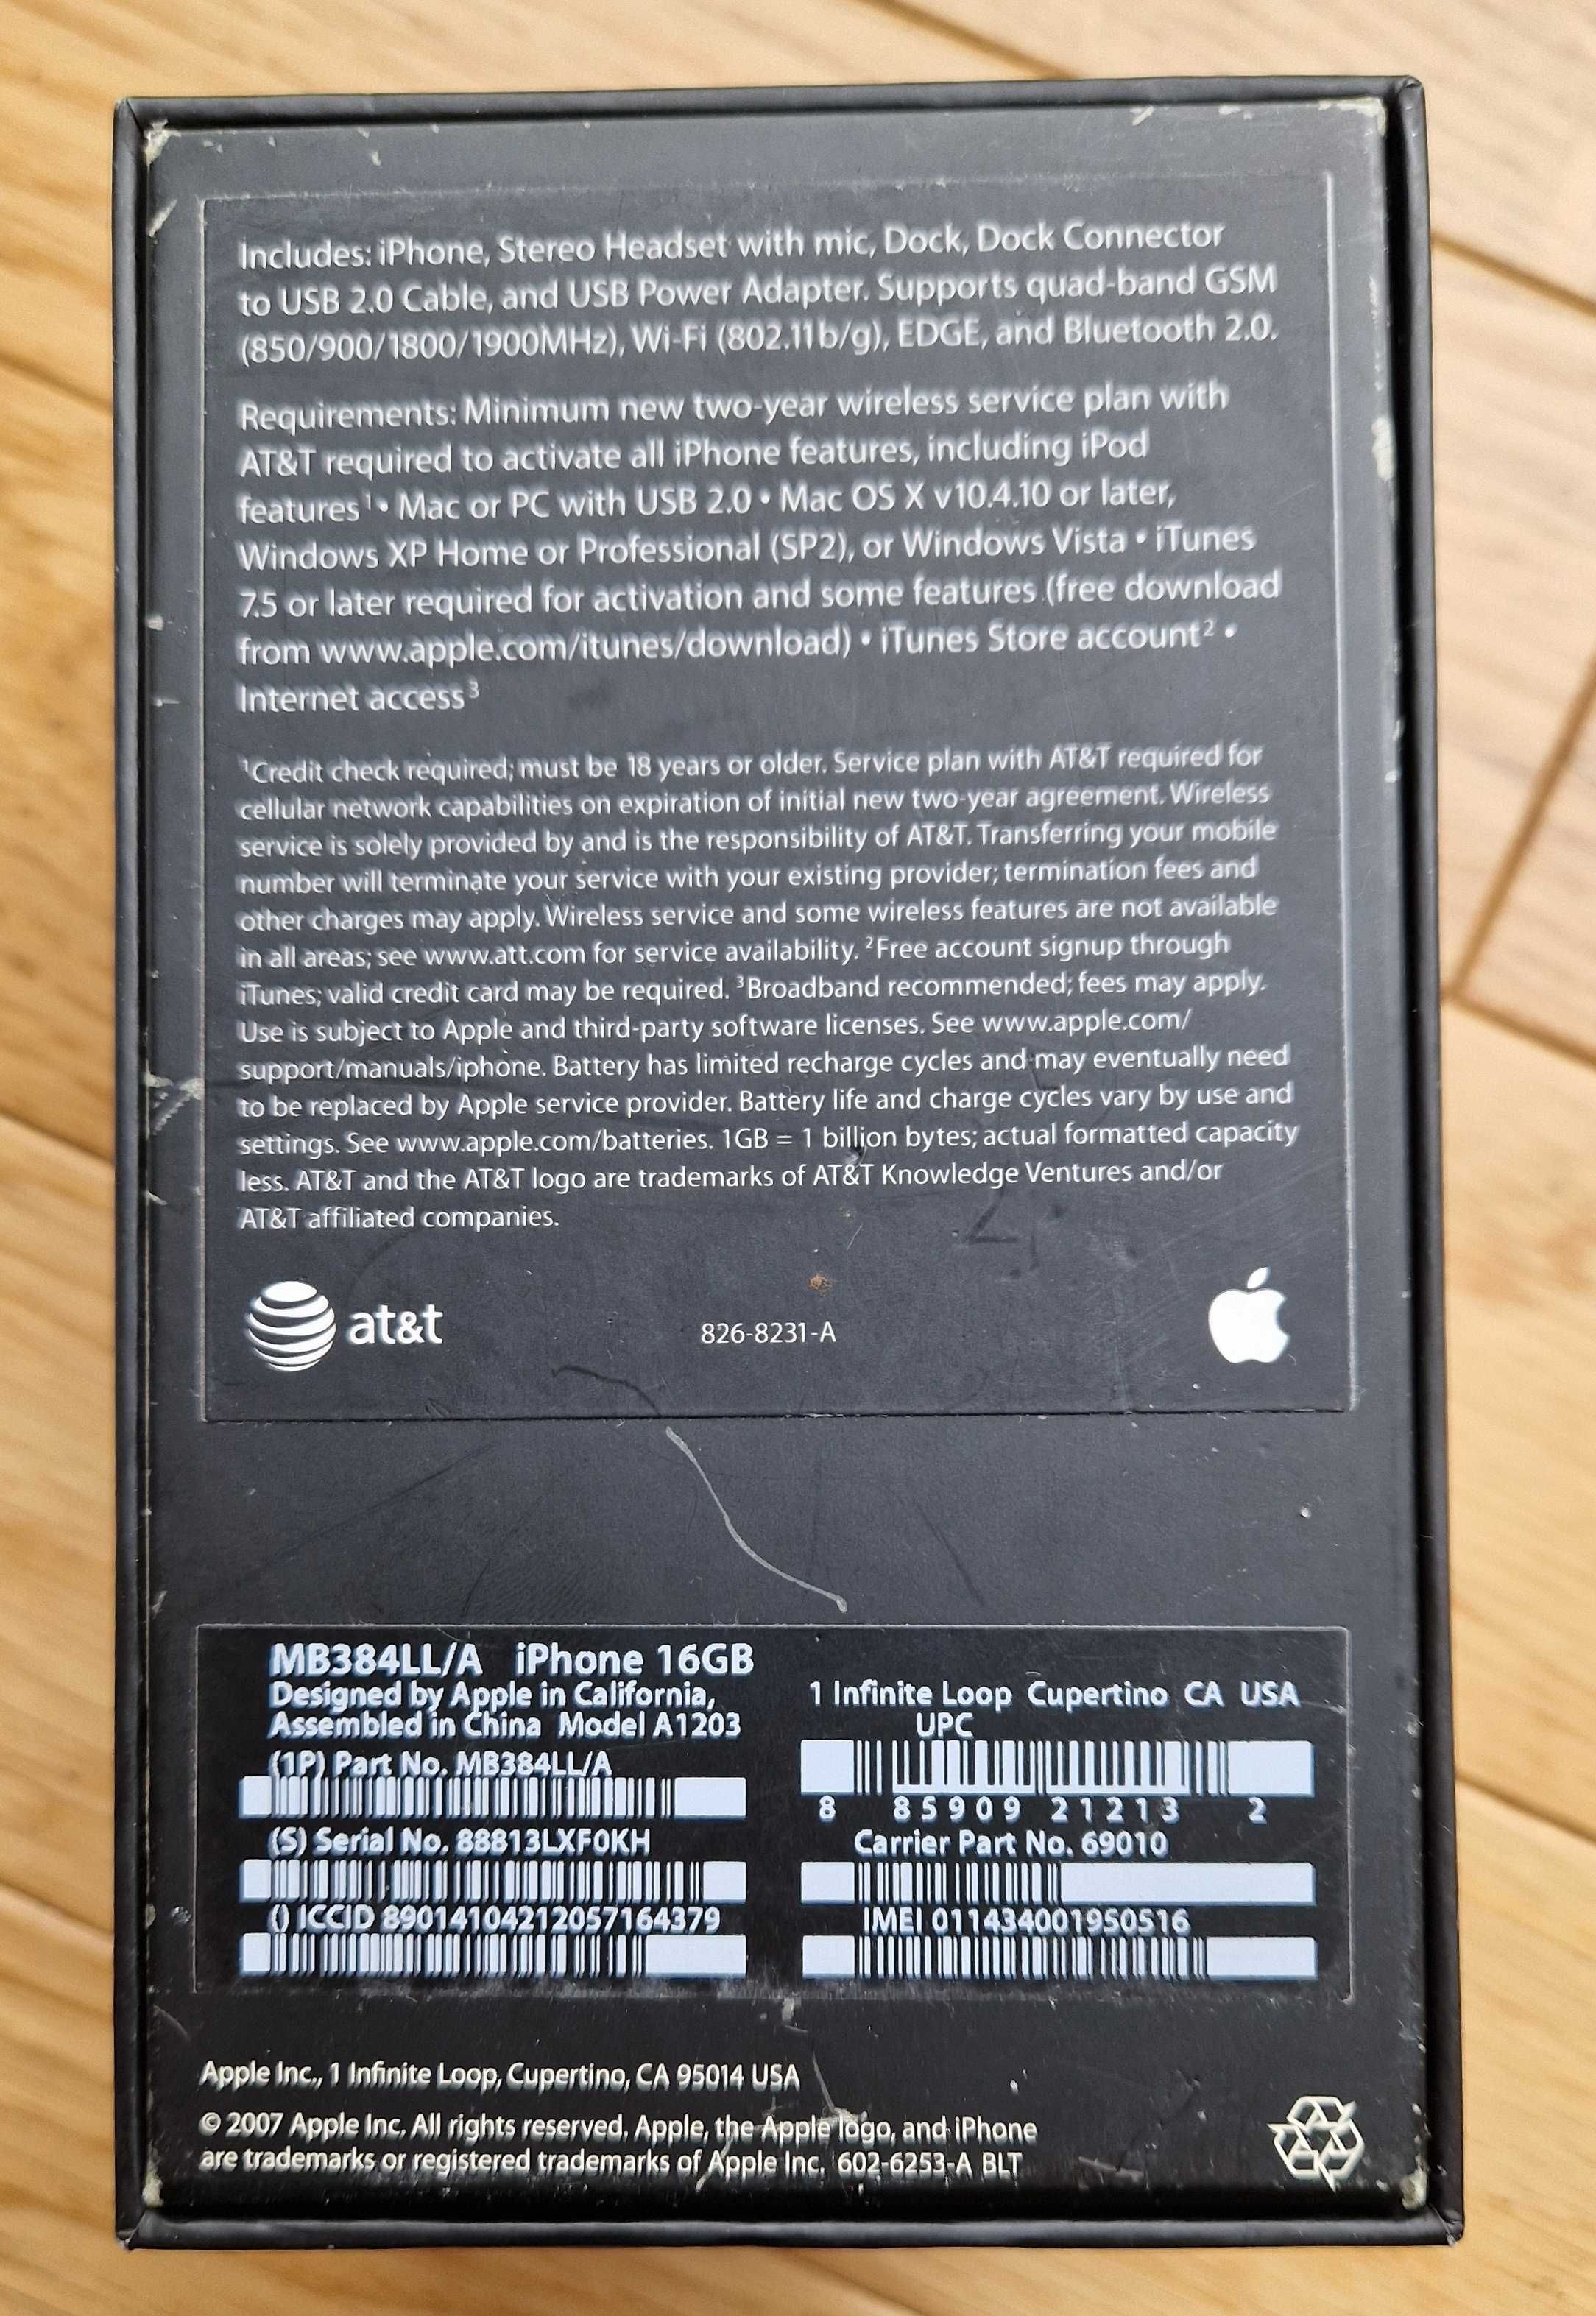 Includes: iPhone, Stereo Headset with mic, Dock, Dock Connector
to USB 2.0 Cable, and USB Power Adapter. Supports quad-band GSM
(850/900/1800/1900MHz), Wi-Fi (802.11b/g), EDGE, and Bluetooth 2.0.
Requirements: Minimum new two-year wireless service plan with
AT&T required to activate all iPhone features, including iPod
features¹• Mac or PC with USB 2.0 • Mac OS X v10.4.10 or later,
Windows XP Home or Professional (SP2), or Windows Vista • iTunes
7.5 or later required for activation and some features (free download
from www.apple.com/itunes/download) • iTunes Store account² •
Internet access³
¹Credit check required; must be 18 years or older. Service plan with AT&T required for
cellular network capabilities on expiration of initial new two-year agreement. Wireless
service is solely provided by and is the responsibility of AT&T. Transferring your mobile
number will terminate your service with your existing provider; termination fees and
other charges may apply. Wireless service and some wireless features are not available
in all areas; see www.att.com for service availability. ²Free account signup through
iTunes; valid credit card may be required. ³Broadband recommended; fees may apply.
Use is subject to Apple and third-party software licenses. See www.apple.com/
support/manuals/iphone. Battery has limited recharge cycles and may eventually need
to be replaced by Apple service provider. Battery life and charge cycles vary by use and
settings. See www.apple.com/batteries. 1GB = 1 billion bytes; actual formatted capacity
less. AT&T and the AT&T logo are trademarks of AT&T Knowledge Ventures and/or
AT&T affiliated companies.
at&t
826-8231-A
MB384LL/A iPhone 16GB
Designed by Apple in California,
Assembled in China Model A1203
(1P) Part No. MB384LL/A
(S) Serial No. 88813LXF0KH
() ICCID 89014104212057164379
1 Infinite Loop Cupertino CA USA
UPC
8 85909 21213 2
Carrier Part No. 69010
IMEI 011434001950516
Apple Inc., 1 Infinite Loop, Cupertino, CA 95014 USA
© 2007 Apple Inc. All rights reserved. Apple, the Apple logo, and iPhone
are trademarks or registered trademarks of Apple Inc. 602-6253-A BLT